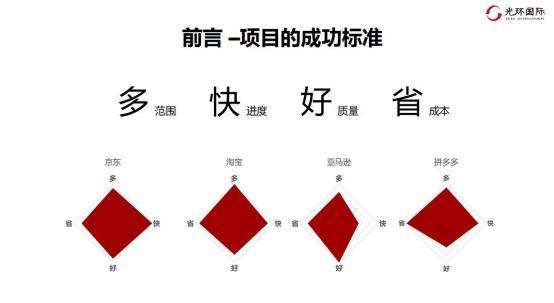 光环国际
前言 –项目的成功标准
多 范围 快 进度 好 质量 省 成本
京东 淘宝 亚马逊 拼多多
多 多 多 多
省 快 省 快 省 快 省 快
好 好 好 好